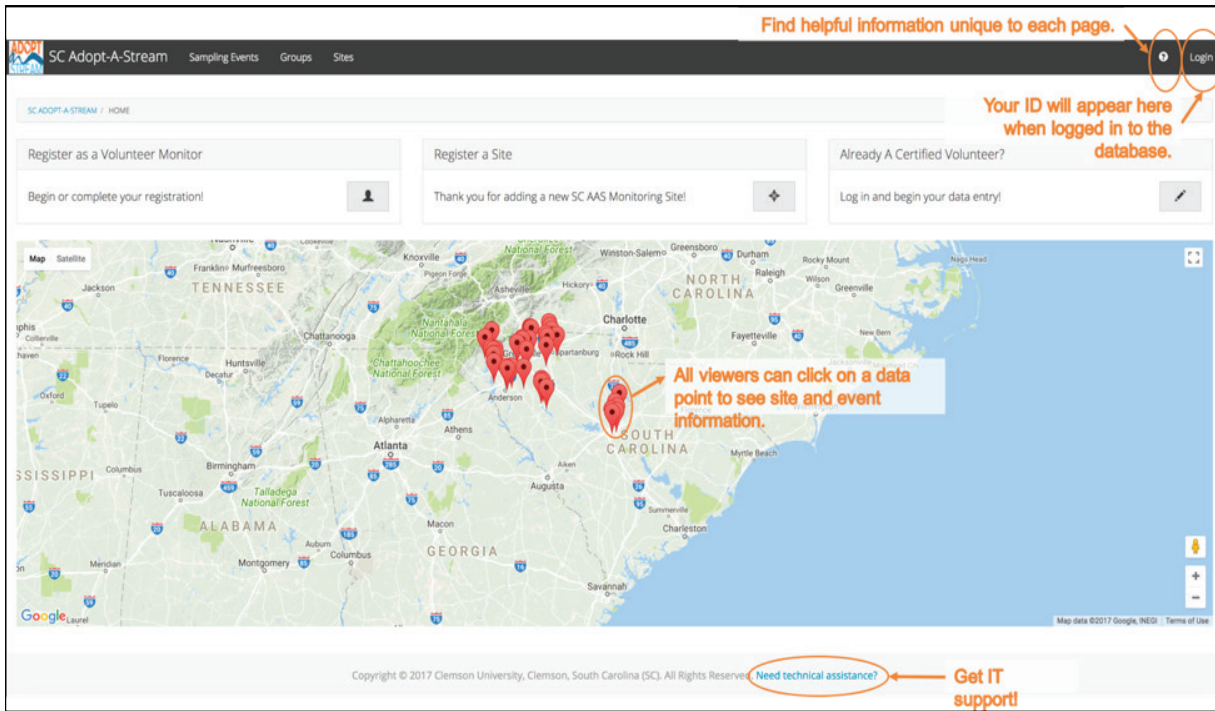 Find helpful information unique to each page.
ADOPT
SC Adopt-A-Stream Sampling Events Groups Sites
Login
SC ADOPT-A-STREAM / HOME
Your ID will appear here
when logged in to the
database.
Register as a Volunteer Monitor
Begin or complete your registration!
Register a Site
Thank you for adding a new SC AAS Monitoring Site!
Already A Certified Volunteer?
Log in and begin your data entry!
Map Satellite
Cookeville
Knoxville
National Forest
Winston-Salem
Greensboro
Durham
Rocky Mount
Nags Head
Franklin
Murfreesboro
Pigeon Forge
Raleigh
Wilson
Greenville
Jackson
TENNESSEE
Asheville
Hickory
NORTH
CAROLINA
Collierville
Chattanooga
Nantahala
National Forest
Charlotte
Fayetteville
New Bern
Spartanburg
Rock Hill
Florence
Huntsville
Decatur
Chattahoochee
National Forest
Oxford
Tupelo
Anderson
All viewers can click on a data
point to see site and event
information.
Alpharetta
Athens
Atlanta
SOUTH
CAROLINA
Myrtle Beach
Columbus
Birmingham
Aiken
Augusta
Tuscaloosa
Talladega
National Forest
Summerville
Charleston
ALABAMA
Macon
Auburn
Columbus
GEORGIA
Meridian
Montgomery
Savannah
Google
Laurel
Map data ©2017 Google, INEGI Terms of Use
Copyright © 2017 Clemson University, Clemson, South Carolina (SC). All Rights Reserved. Need technical assistance?
Get IT
support!